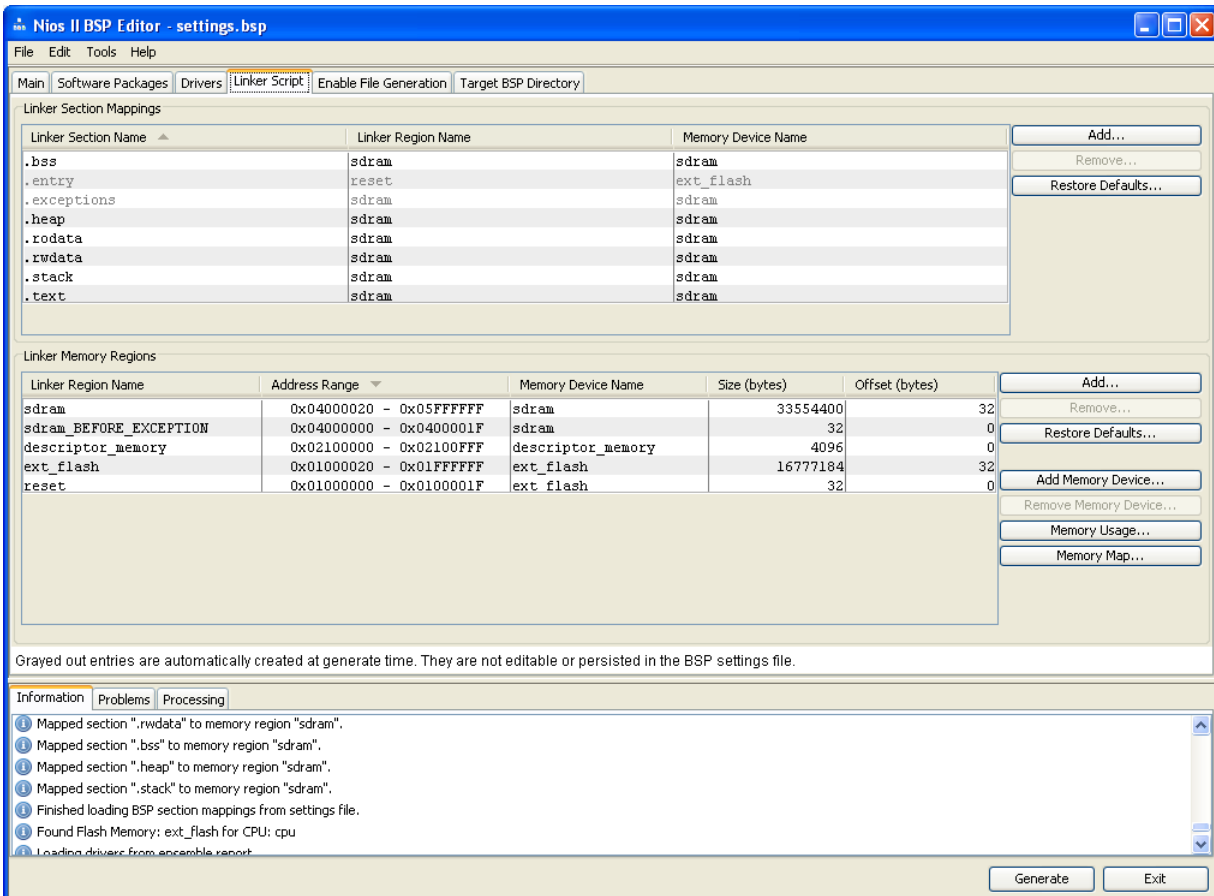 Nios II BSP Editor - settings.bsp
File Edit Tools Help
Main Software Packages Drivers Linker Script Enable File Generation Target BSP Directory
Linker Section Mappings
Linker Section Name Linker Region Name Memory Device Name Add...
.bss sdram sdram Remove...
.entry reset ext_flash Restore Defaults...
.exceptions sdram sdram
.heap sdram sdram
.rodata sdram sdram
.rwdata sdram sdram
.stack sdram sdram
.text sdram sdram
Linker Memory Regions
Linker Region Name Address Range Memory Device Name Size (bytes) Offset (bytes) Add...
sdram 0x04000020 - 0x05FFFFFF sdram 33554400 32 Remove...
sdram_BEFORE_EXCEPTION 0x04000000 - 0x0400001F sdram 32 0 Restore Defaults...
descriptor_memory 0x02100000 - 0x02100FFF descriptor_memory 4096 0
ext_flash 0x01000020 - 0x01FFFFFF ext_flash 16777184 32 Add Memory Device...
reset 0x01000000 - 0x0100001F ext_flash 32 0
Remove Memory Device...
Memory Usage...
Memory Map...
Grayed out entries are automatically created at generate time. They are not editable or persisted in the BSP settings file.
Information Problems Processing
Mapped section ".rwdata" to memory region "sdram".
Mapped section ".bss" to memory region "sdram".
Mapped section ".heap" to memory region "sdram".
Mapped section ".stack" to memory region "sdram".
Finished loading BSP section mappings from settings file.
Found Flash Memory: ext_flash for CPU: cpu
Loading drivers from ensemble report
Generate Exit